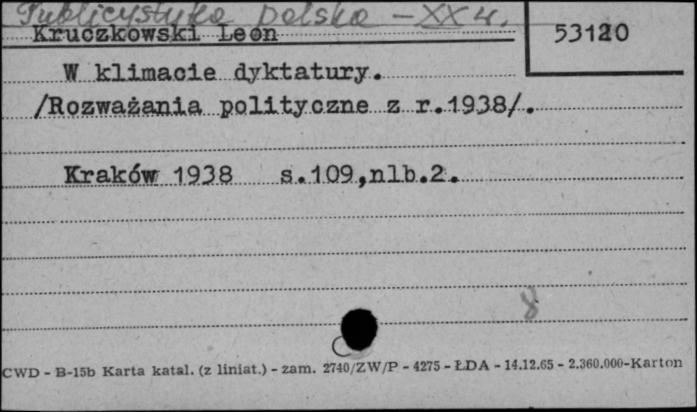 Publicystyka polska - XX w.
Kruczkowski Leon
53120
W klimacie dyktatury.
/Rozważania polityczne z r.1938/.
Kraków 1938 s.109,nlb.2.
8
CWD - B-15b Karta katal. (z liniat.) - zam. 2740/ZW/P - 4275 - ŁDA - 14.12.65 - 2.360.000-Karton